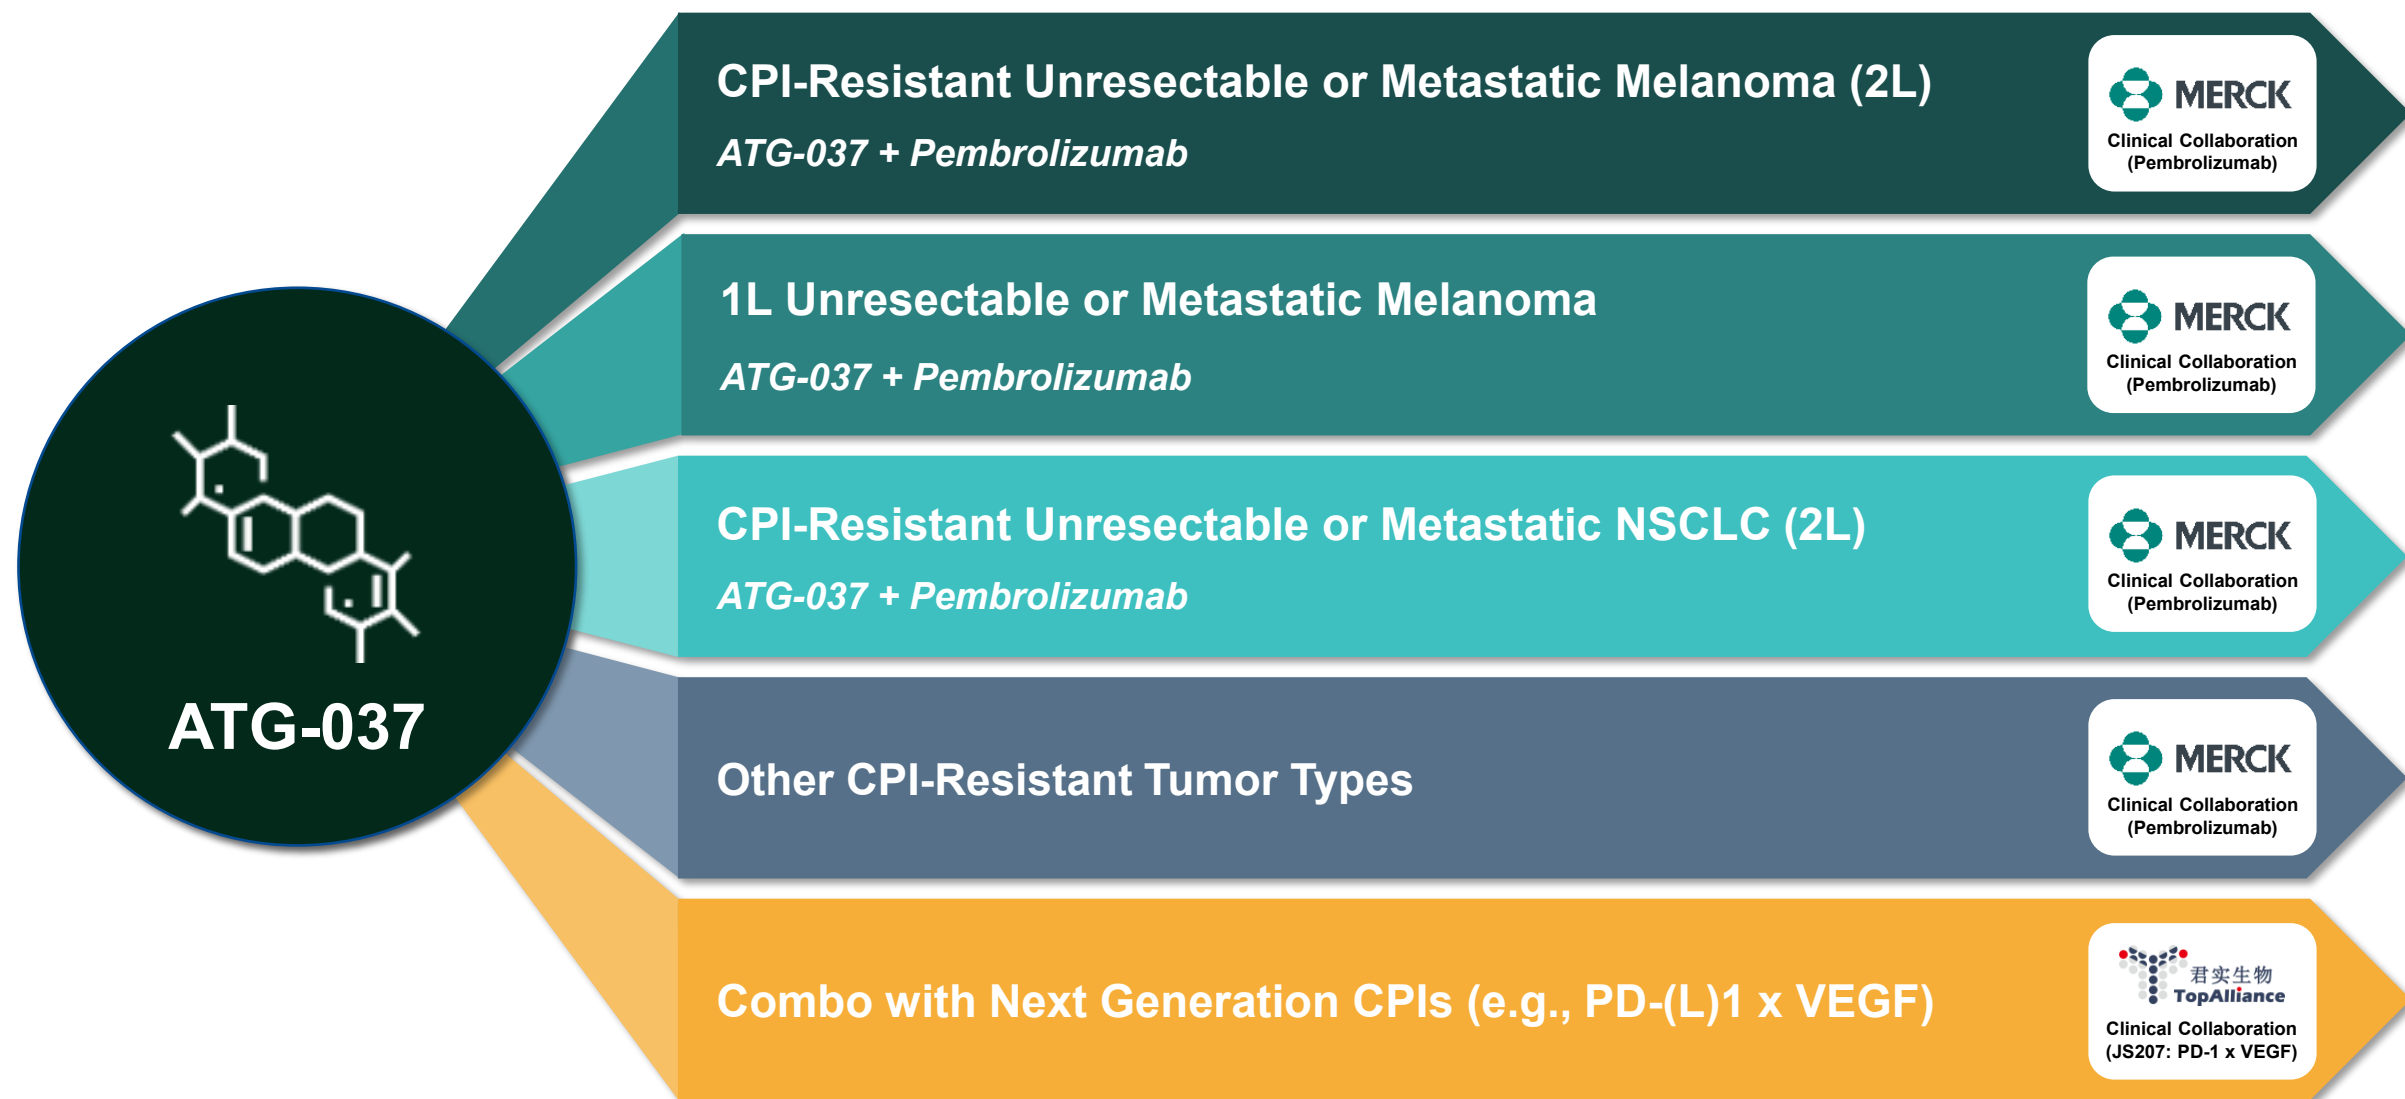 ATG-037
CPI-Resistant Unresectable or Metastatic Melanoma (2L)
ATG-037 + Pembrolizumab
MERCK
Clinical Collaboration
(Pembrolizumab)
1L Unresectable or Metastatic Melanoma
ATG-037 + Pembrolizumab
MERCK
Clinical Collaboration
(Pembrolizumab)
CPI-Resistant Unresectable or Metastatic NSCLC (2L)
ATG-037 + Pembrolizumab
MERCK
Clinical Collaboration
(Pembrolizumab)
Other CPI-Resistant Tumor Types
MERCK
Clinical Collaboration
(Pembrolizumab)
Combo with Next Generation CPIs (e.g., PD-(L)1 x VEGF)
君实生物
TopAlliance
Clinical Collaboration
(JS207: PD-1 x VEGF)